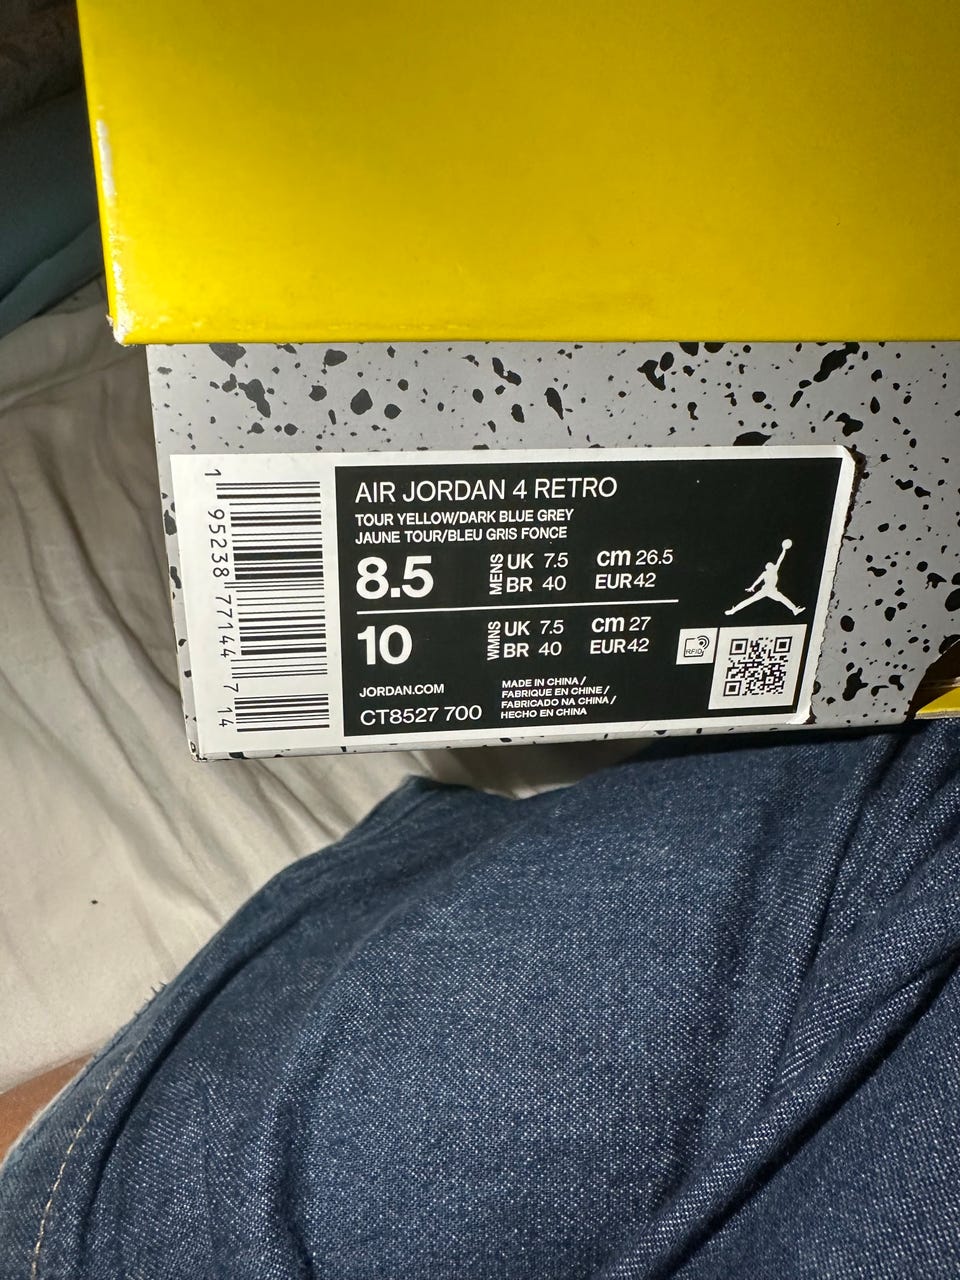 AIR JORDAN 4 RETRO
TOUR YELLOW/DARK BLUE GREY
JAUNE TOUR/BLEU GRIS FONCE
8.5 MENS UK 7.5 cm 26.5
BR 40 EUR 42
10 WMNS UK 7.5 cm 27
BR 40 EUR 42
RFID
JORDAN.COM
CT8527 700
MADE IN CHINA /
FABRIQUE EN CHINE /
FABRICADO NA CHINA /
HECHO EN CHINA
1 95238 77144 7 14